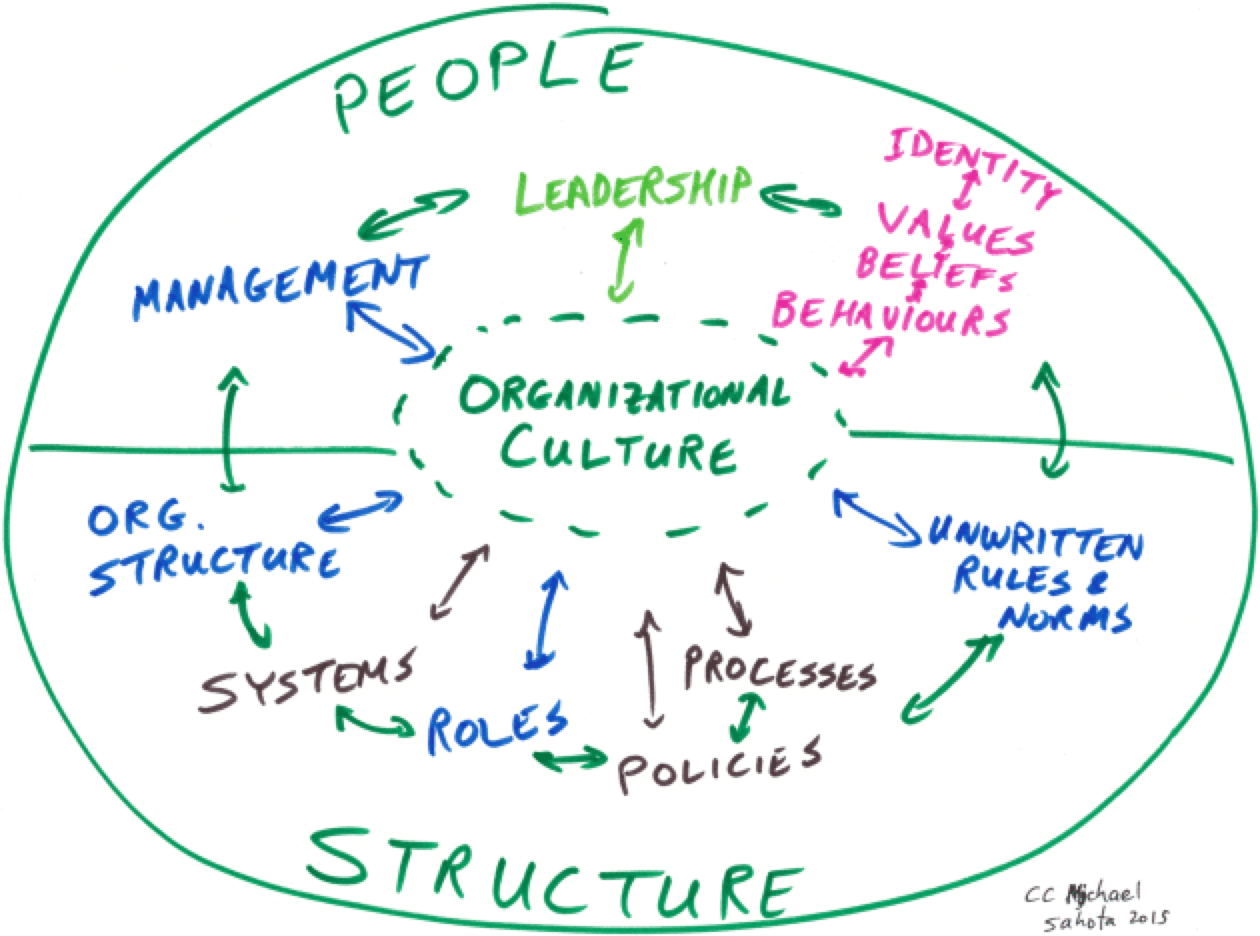 PEOPLE
IDENTITY
LEADERSHIP
VALUES
BELIEFS
MANAGEMENT
BEHAVIOURS
ORGANIZATIONAL
CULTURE
ORG.
STRUCTURE
UNWRITTEN
RULES &
NORMS
SYSTEMS
PROCESSES
ROLES
POLICIES
STRUCTURE
CC Michael
Sahota 2015